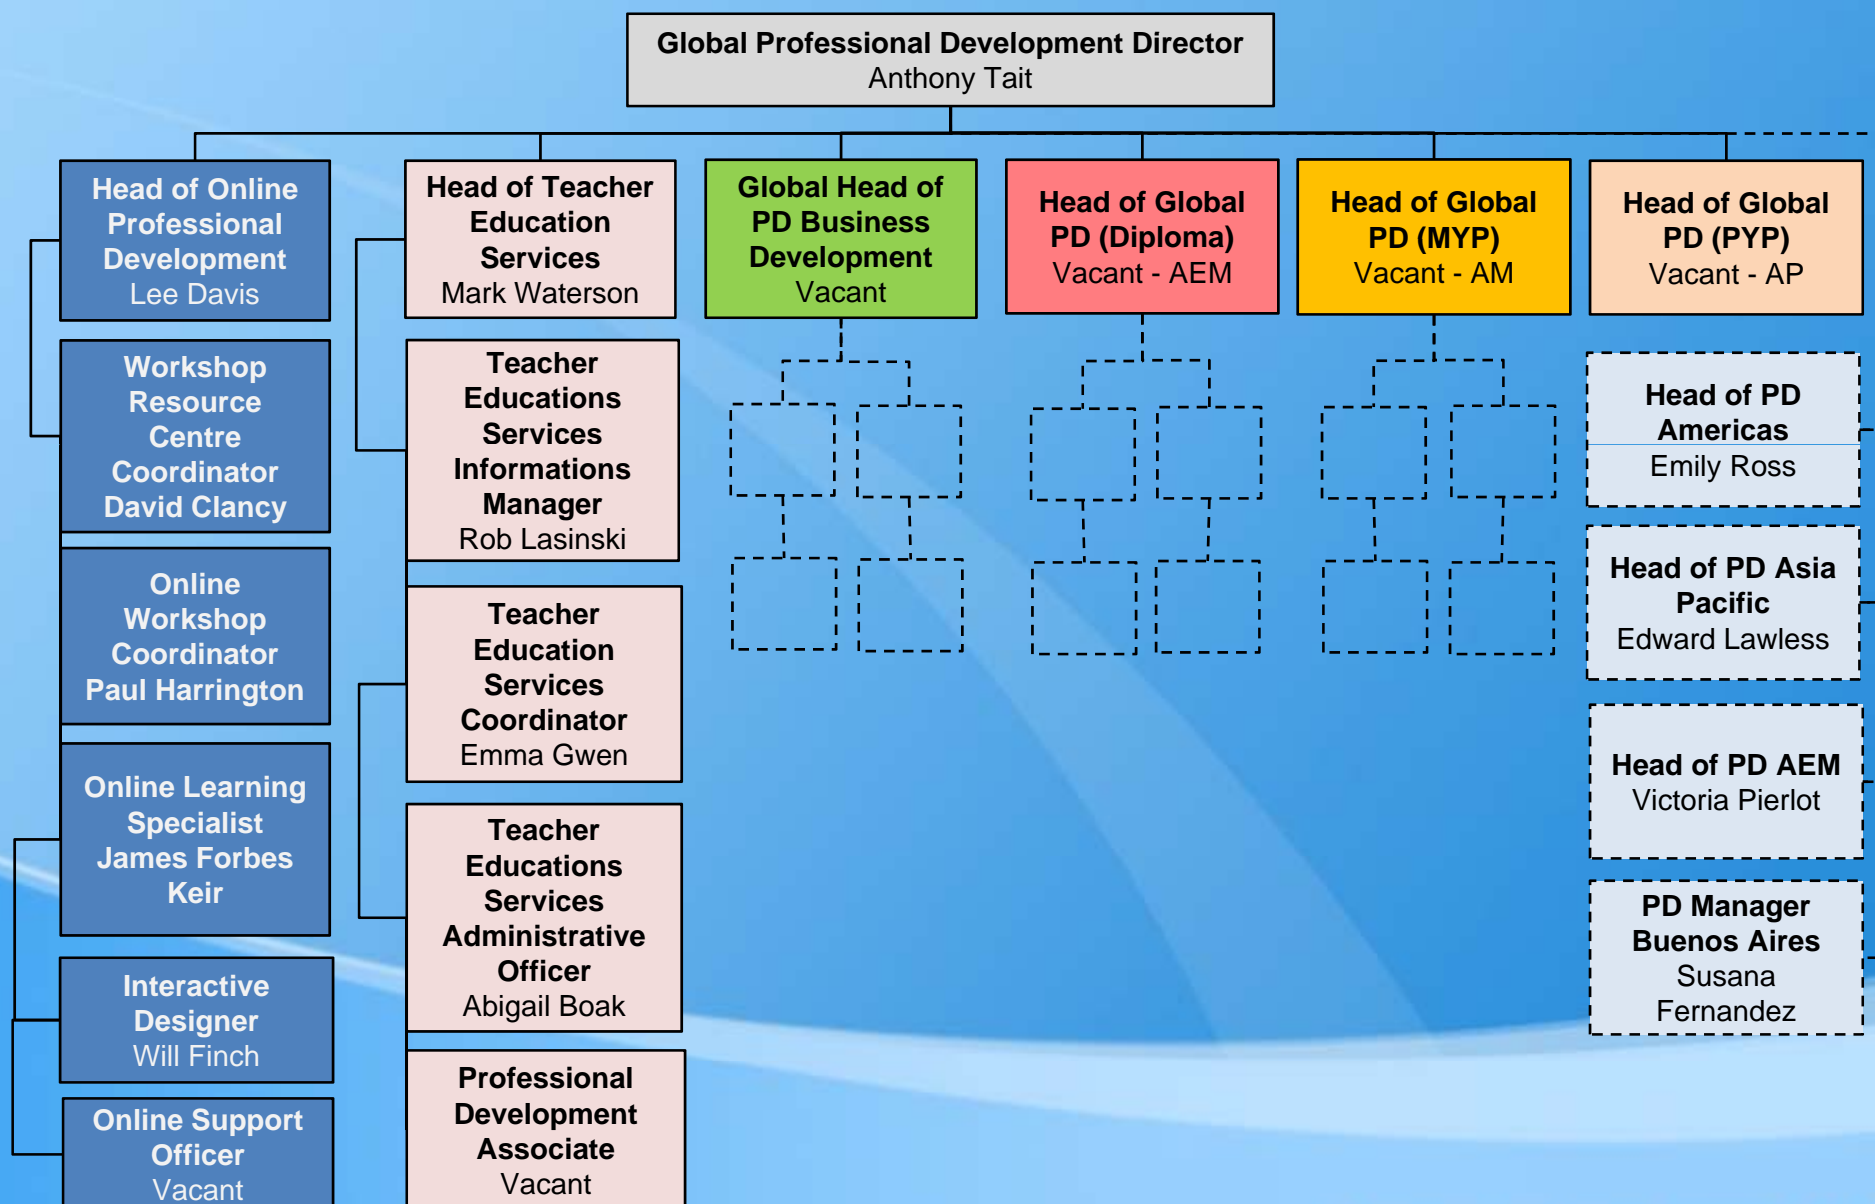 Global Professional Development Director
Anthony Tait
Head of Online
Professional
Development
Lee Davis
Workshop
Resource
Centre
Coordinator
David Clancy
Online
Workshop
Coordinator
Paul Harrington
Online Learning
Specialist
James Forbes
Keir
Interactive
Designer
Will Finch
Online Support
Officer
Vacant
Head of Teacher
Education
Services
Mark Waterson
Teacher
Educations
Services
Informations
Manager
Rob Lasinski
Teacher
Education
Services
Coordinator
Emma Gwen
Teacher
Educations
Services
Administrative
Officer
Abigail Boak
Professional
Development
Associate
Vacant
Global Head of
PD Business
Development
Vacant
Head of Global
PD (Diploma)
Vacant - AEM
Head of Global
PD (MYP)
Vacant - AM
Head of Global
PD (PYP)
Vacant - AP
Head of PD
Americas
Emily Ross
Head of PD Asia
Pacific
Edward Lawless
Head of PD AEM
Victoria Pierlot
PD Manager
Buenos Aires
Susana
Fernandez